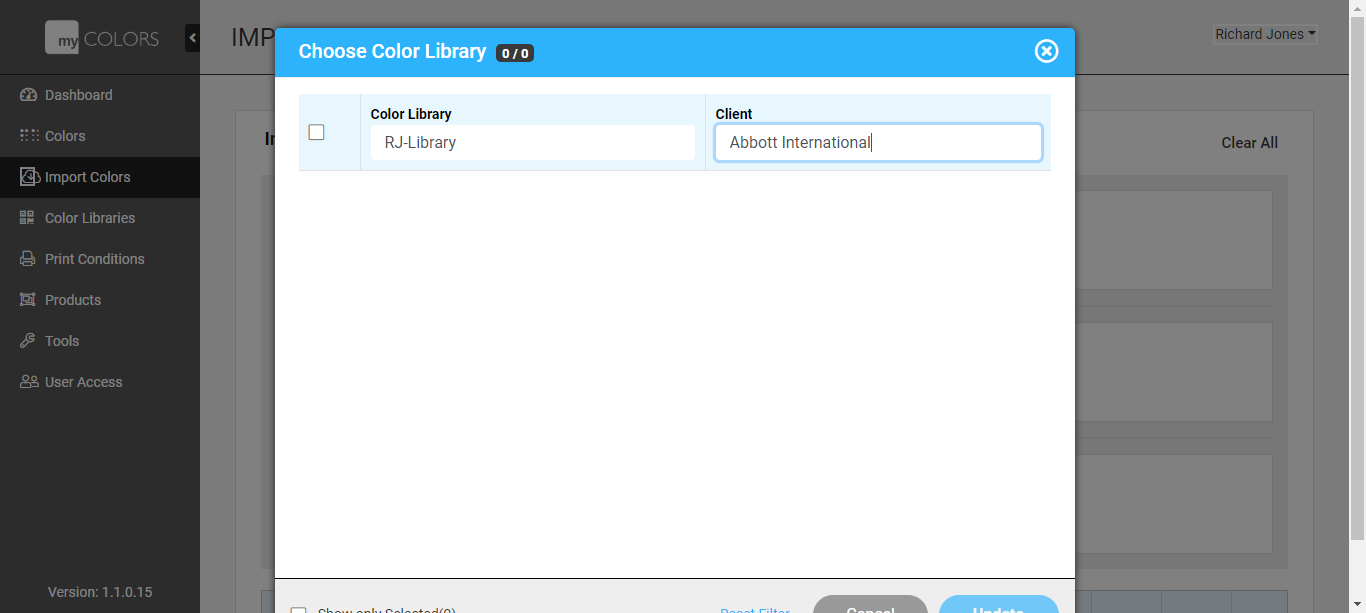 my COLORS
IMP
Richard Jones
Choose Color Library 0 / 0
Dashboard
Colors
Import Colors
Color Libraries
Print Conditions
Products
Tools
User Access
Version: 1.1.0.15
Color Library
Client
RJ-Library
Abbott International
Clear All
Show only Selected(0)
Reset Filter
Cancel
Update